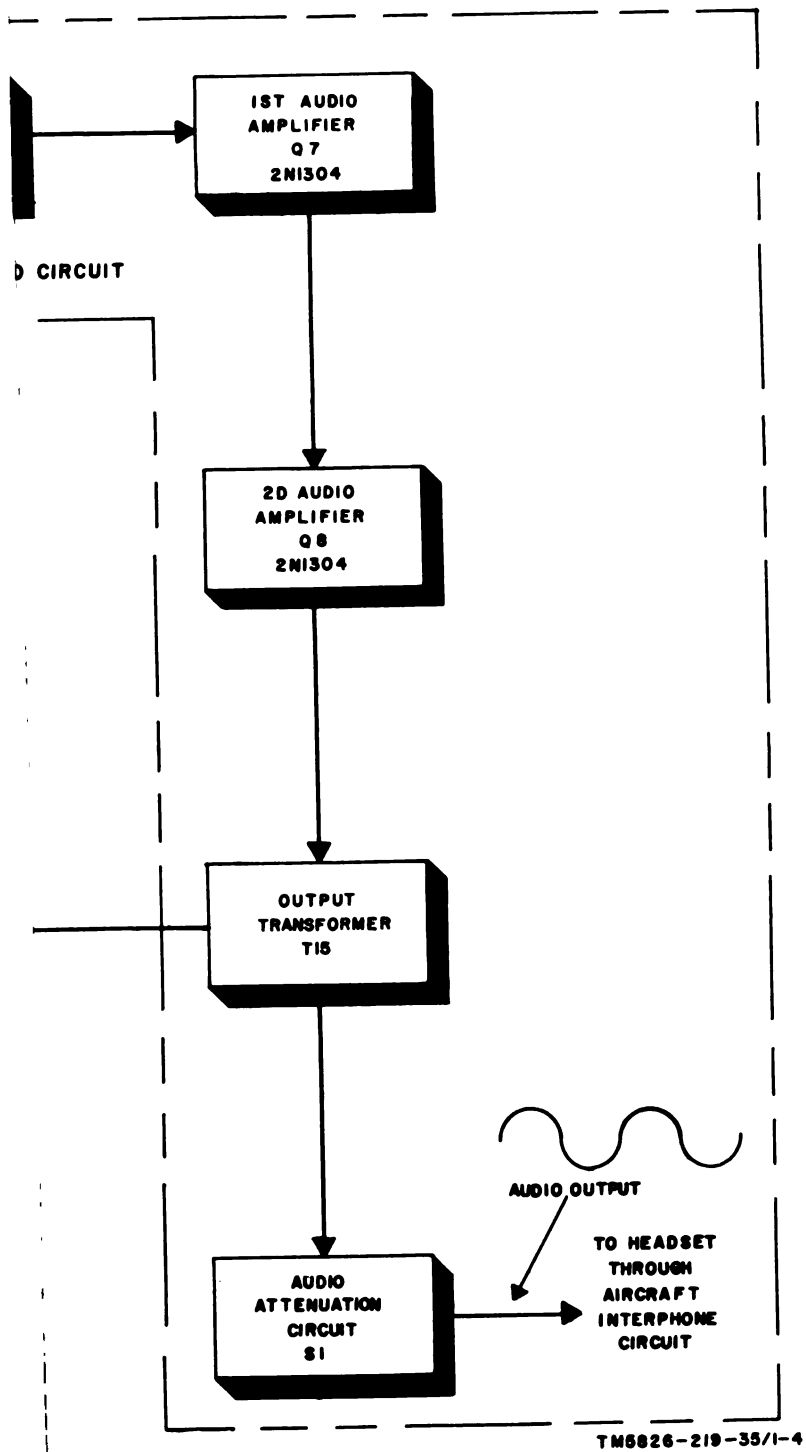 1ST AUDIO
AMPLIFIER
Q7
2N1304
D CIRCUIT
2D AUDIO
AMPLIFIER
Q8
2N1304
OUTPUT
TRANSFORMER
T15
AUDIO OUTPUT
TO HEADSET
THROUGH
AIRCRAFT
INTERPHONE
CIRCUIT
AUDIO
ATTENUATION
CIRCUIT
S1
TM5826-219-35/1-4